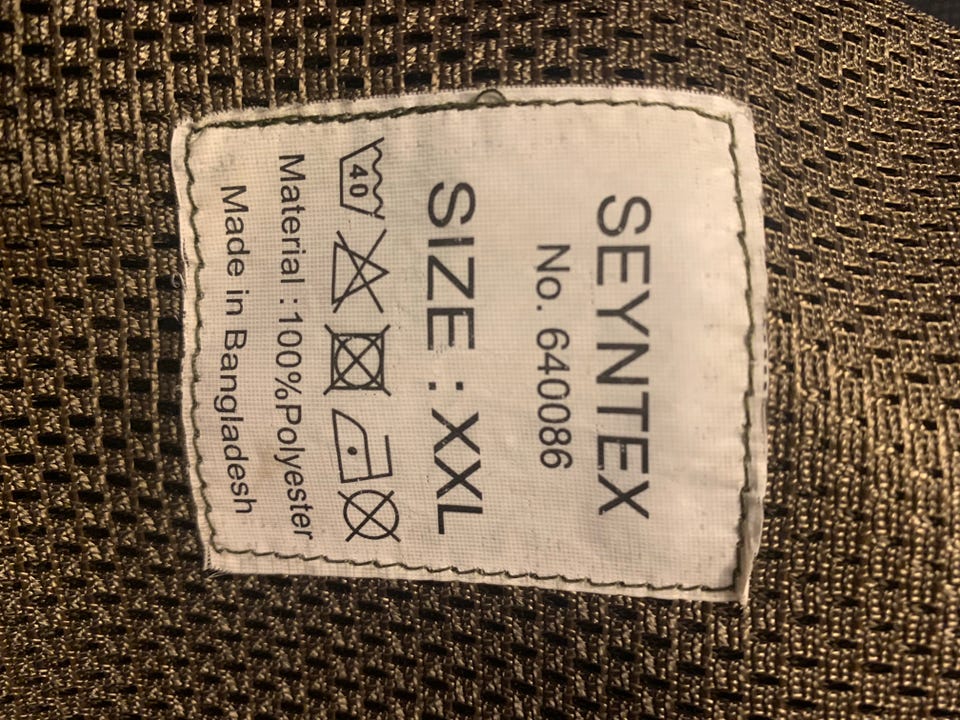 SEYNTEX
No. 640086
SIZE : XXL
40
Material :100%Polyester
Made in Bangladesh